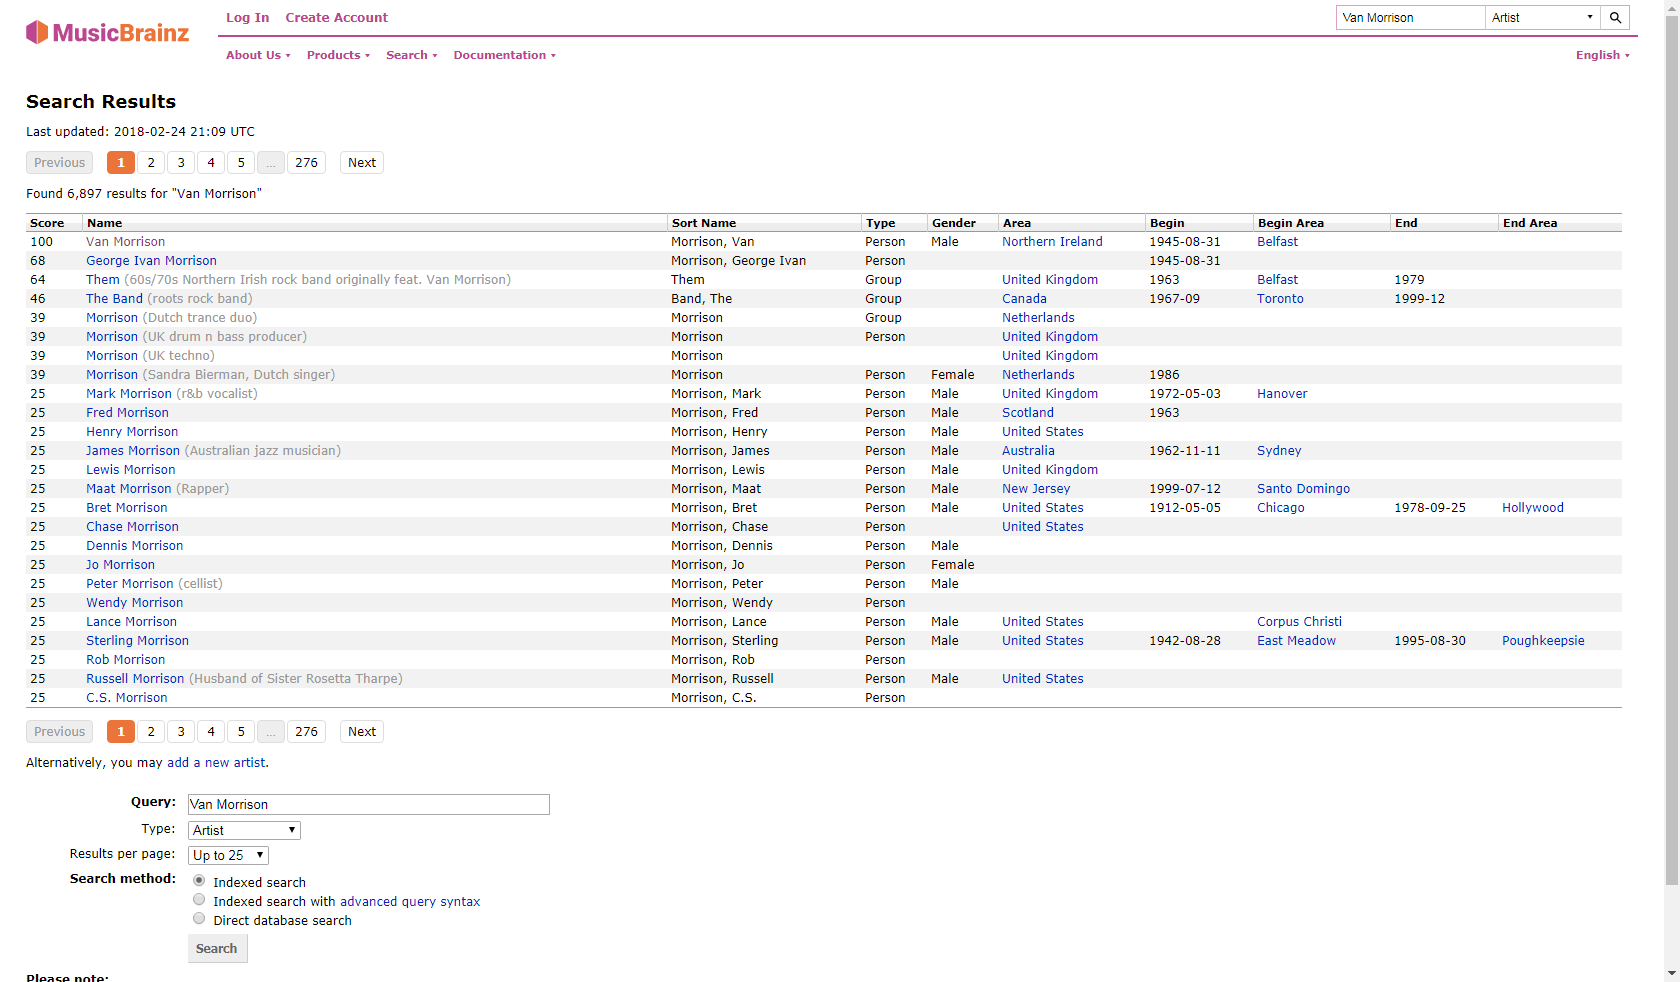 MusicBrainz
Log In Create Account
Van Morrison Artist
About Us Products Search Documentation English
Search Results
Last updated: 2018-02-24 21:09 UTC
Previous 1 2 3 4 5 ... 276 Next
Found 6,897 results for "Van Morrison"
Score Name Sort Name Type Gender Area Begin Begin Area End End Area
100 Van Morrison Morrison, Van Person Male Northern Ireland 1945-08-31 Belfast
68 George Ivan Morrison Morrison, George Ivan Person 1945-08-31
64 Them (60s/70s Northern Irish rock band originally feat. Van Morrison) Them Group United Kingdom 1963 Belfast 1979
46 The Band (roots rock band) Band, The Group Canada 1967-09 Toronto 1999-12
39 Morrison (Dutch trance duo) Morrison Group Netherlands
39 Morrison (UK drum n bass producer) Morrison Person United Kingdom
39 Morrison (UK techno) Morrison United Kingdom
39 Morrison (Sandra Bierman, Dutch singer) Morrison Person Female Netherlands 1986
25 Mark Morrison (r&b vocalist) Morrison, Mark Person Male United Kingdom 1972-05-03 Hanover
25 Fred Morrison Morrison, Fred Person Male Scotland 1963
25 Henry Morrison Morrison, Henry Person Male United States
25 James Morrison (Australian jazz musician) Morrison, James Person Male Australia 1962-11-11 Sydney
25 Lewis Morrison Morrison, Lewis Person Male United Kingdom
25 Maat Morrison (Rapper) Morrison, Maat Person Male New Jersey 1999-07-12 Santo Domingo
25 Bret Morrison Morrison, Bret Person Male United States 1912-05-05 Chicago 1978-09-25 Hollywood
25 Chase Morrison Morrison, Chase Person United States
25 Dennis Morrison Morrison, Dennis Person Male
25 Jo Morrison Morrison, Jo Person Female
25 Peter Morrison (cellist) Morrison, Peter Person Male
25 Wendy Morrison Morrison, Wendy Person
25 Lance Morrison Morrison, Lance Person Male United States Corpus Christi
25 Sterling Morrison Morrison, Sterling Person Male United States 1942-08-28 East Meadow 1995-08-30 Poughkeepsie
25 Rob Morrison Morrison, Rob Person
25 Russell Morrison (Husband of Sister Rosetta Tharpe) Morrison, Russell Person Male United States
25 C.S. Morrison Morrison, C.S. Person
Previous 1 2 3 4 5 ... 276 Next
Alternatively, you may add a new artist.
Query: Van Morrison
Type: Artist
Results per page: Up to 25
Search method: Indexed search
Indexed search with advanced query syntax
Direct database search
Search
Please note: